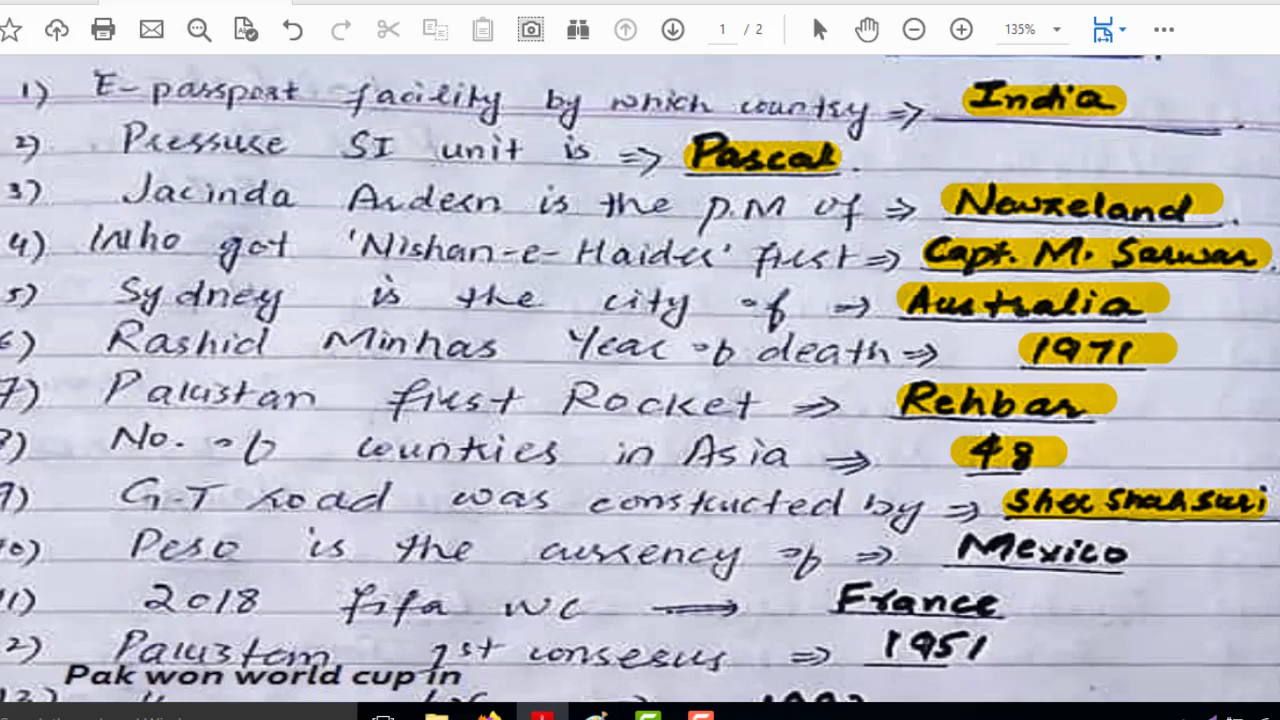 1 / 2 135%
1) E-passport facility by which country ⇒ India.
2) Pressure SI unit is ⇒ Pascal.
3) Jacinda Ardern is the P.M of ⇒ Newzeland.
4) Who got 'Nishan-e-Haider' first ⇒ Capt. M. Sarwar.
5) Sydney is the city of ⇒ Australia
6) Rashid Minhas Year of death ⇒ 1971
7) Pakistan first Rocket ⇒ Rehbar
8) No. of countries in Asia ⇒ 48
9) G.T road was constructed by ⇒ Sher Shah Suri
10) Peso is the currency of ⇒ Mexico
11) 2018 fifa WC → France
2) Pakistan 1st consesus ⇒ 1951
Pak won world cup in